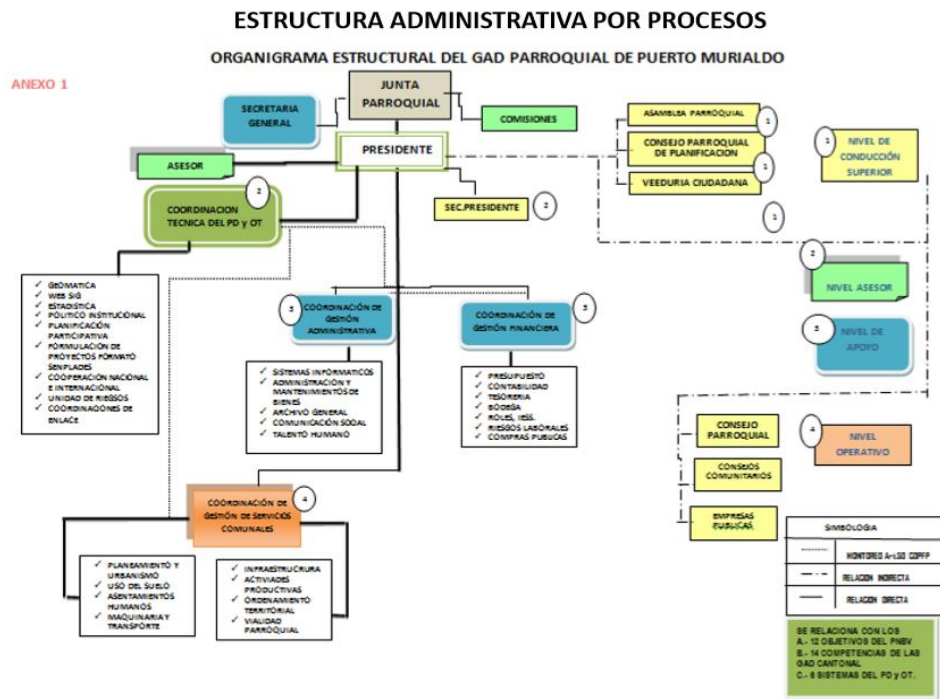 ESTRUCTURA ADMINISTRATIVA POR PROCESOS
ORGANIGRAMA ESTRUCTURAL DEL GAD PARROQUIAL DE PUERTO MURIALDO
ANEXO 1
JUNTA
PARROQUIAL
SECRETARIA
GENERAL
COMISIONES
PRESIDENTE
ASESOR
SEC.PRESIDENTE
2
ASAMBLEA PARROQUIAL
1
CONSEJO PARROQUIAL
DE PLANIFICACION
1
VEEDURIA CIUDADANA
1
1
NIVEL DE
CONDUCCIÓN
SUPERIOR
2
COORDINACION
TECNICA DEL PD y OT
2
NIVEL ASESOR
3
NIVEL DE
APOYO
✓ GEOMATICA
✓ WEB SIG
✓ ESTADÍSTICA
✓ POLITICO INSTITUCIONAL
✓ PLANIFICACIÓN
PARTICIPATIVA
✓ FORMULACIÓN DE
PROYECTOS FORMATO
SENPLADES
✓ COOPERACIÓN NACIONAL
E INTERNACIONAL
✓ UNIDAD DE RIEGSOS
✓ COORDINACIONES DE
ENLACE
3
COORDINACIÓN DE
GESTIÓN
ADMINISTRATIVA
COORDINACIÓN DE
GESTIÓN FINANCIERA
3
✓ SISTEMAS INFORMATICOS
✓ ADMINISTRACIÓN Y
MANTENIMIENTOS DE
BIENES
✓ ARCHIVO GENERAL
✓ COMUNICACIÓN SOCIAL
✓ TALENTO HUMANO
✓ PRESUPUESTO
✓ CONTABILIDAD
✓ TESORERIA
✓ BODEGA
✓ ROLES, IESS.
✓ RIESGOS LABORALES
✓ COMPRAS PUBLICAS
CONSEJO
PARROQUIAL
CONSEJOS
COMUNITARIOS
EMPRESAS
PUBLICAS
4
NIVEL
OPERATIVO
COORDINACIÓN DE
GESTIÓN DE SERVICIOS
COMUNALES
4
✓ PLANEAMIENTO Y
URBANISMO
✓ USO DEL SUELO
✓ ASENTAMIENTOS
HUMANOS
✓ MAQUINARIA Y
TRANSPORTE
✓ INFRAESTRUCRURA
✓ ACTIVIADES
PRODUCTIVAS
✓ ORDENAMIENTO
TERRITORIAL
✓ VIALIDAD
PARROQUIAL
SIMBOLOGIA
RELACION INDIRECTA
RELACION DIRECTA
SE RELACIONA CON LOS
A.- 12 OBJETIVOS DEL PNBV
B.- 14 COMPETENCIAS DE LAS
GAD CANTONAL
C.- 6 SISTEMAS DEL PD y OT.